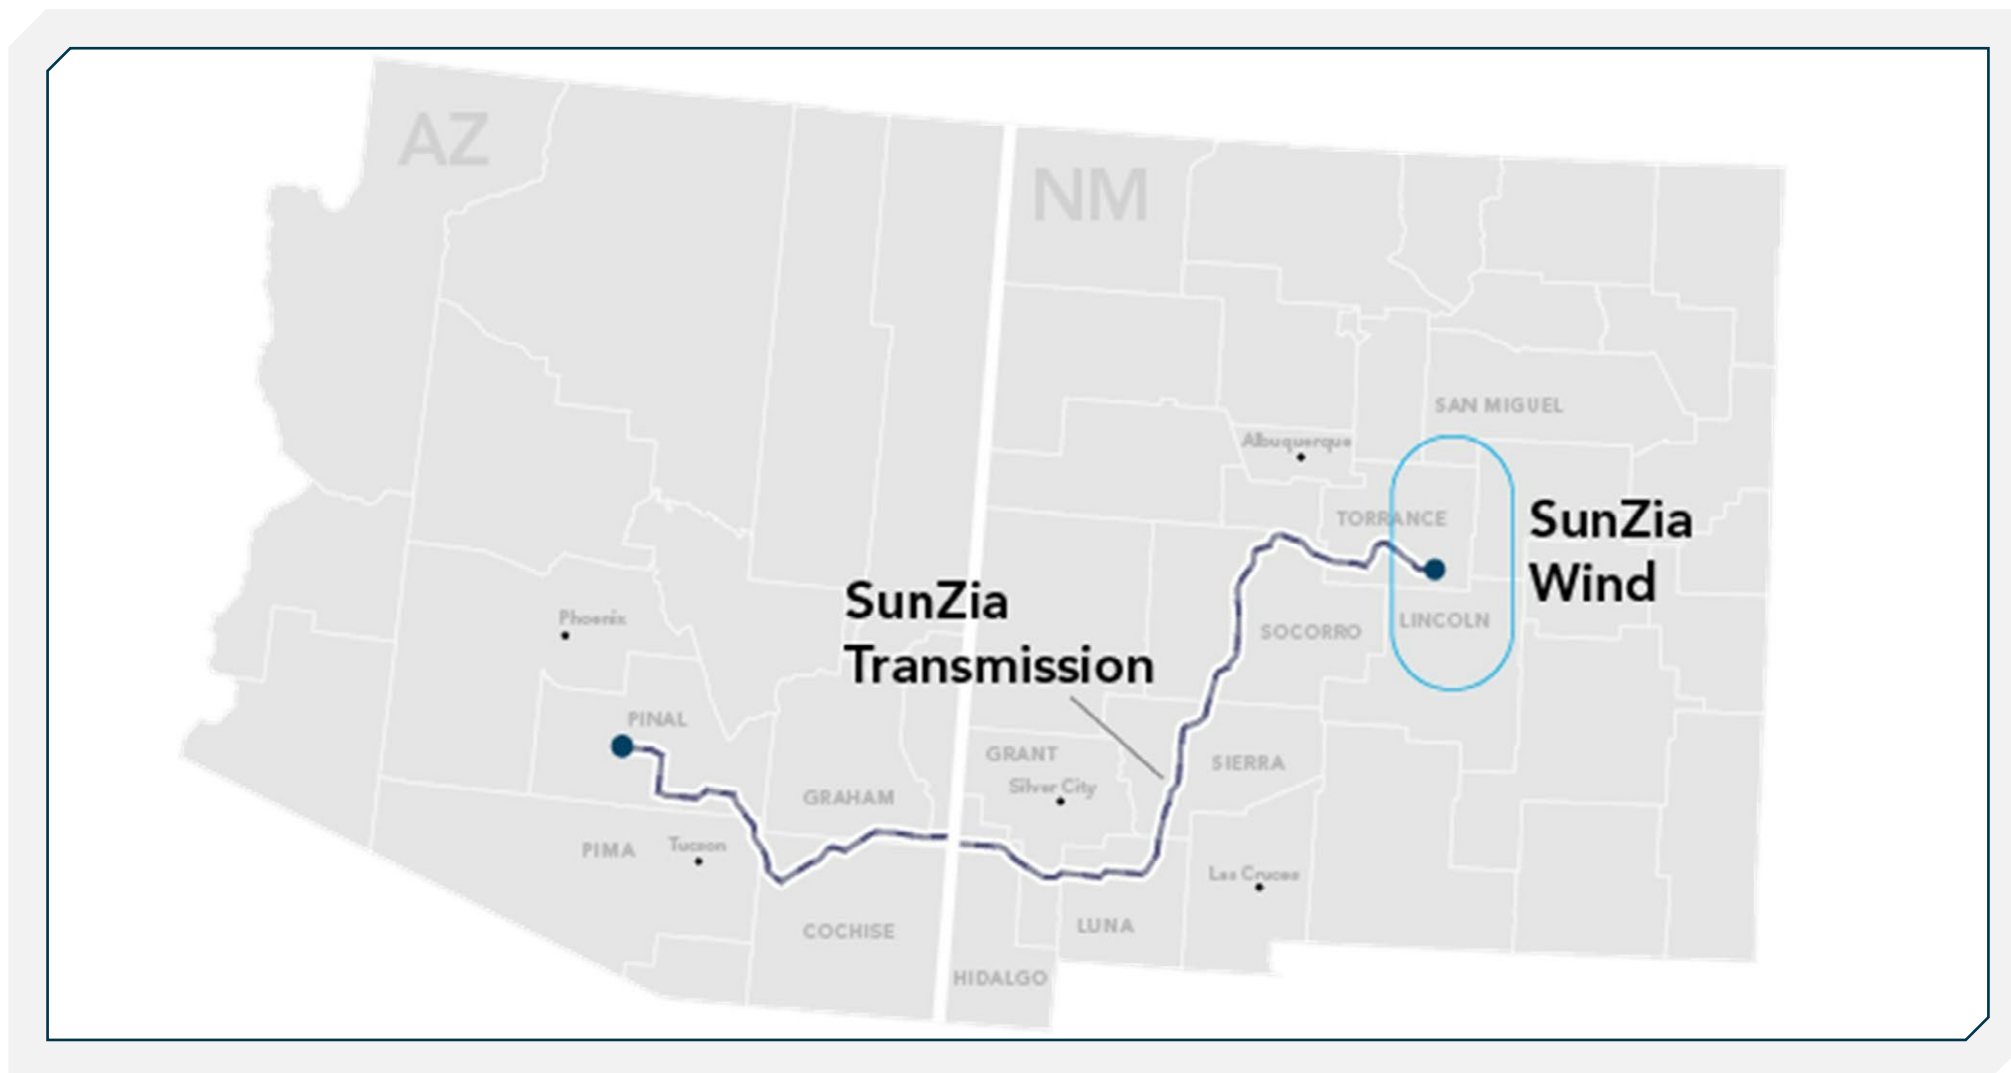 AZ
NM
SAN MIGUEL
Albuquerque
TORRANCE
SunZia
Wind
SunZia
Transmission
Phoenix
LINCOLN
SOCORRO
PINAL
GRANT
SIERRA
Silver City
GRAHAM
PIMA
Tucson
Las Cruces
LUNA
COCHISE
HIDALGO